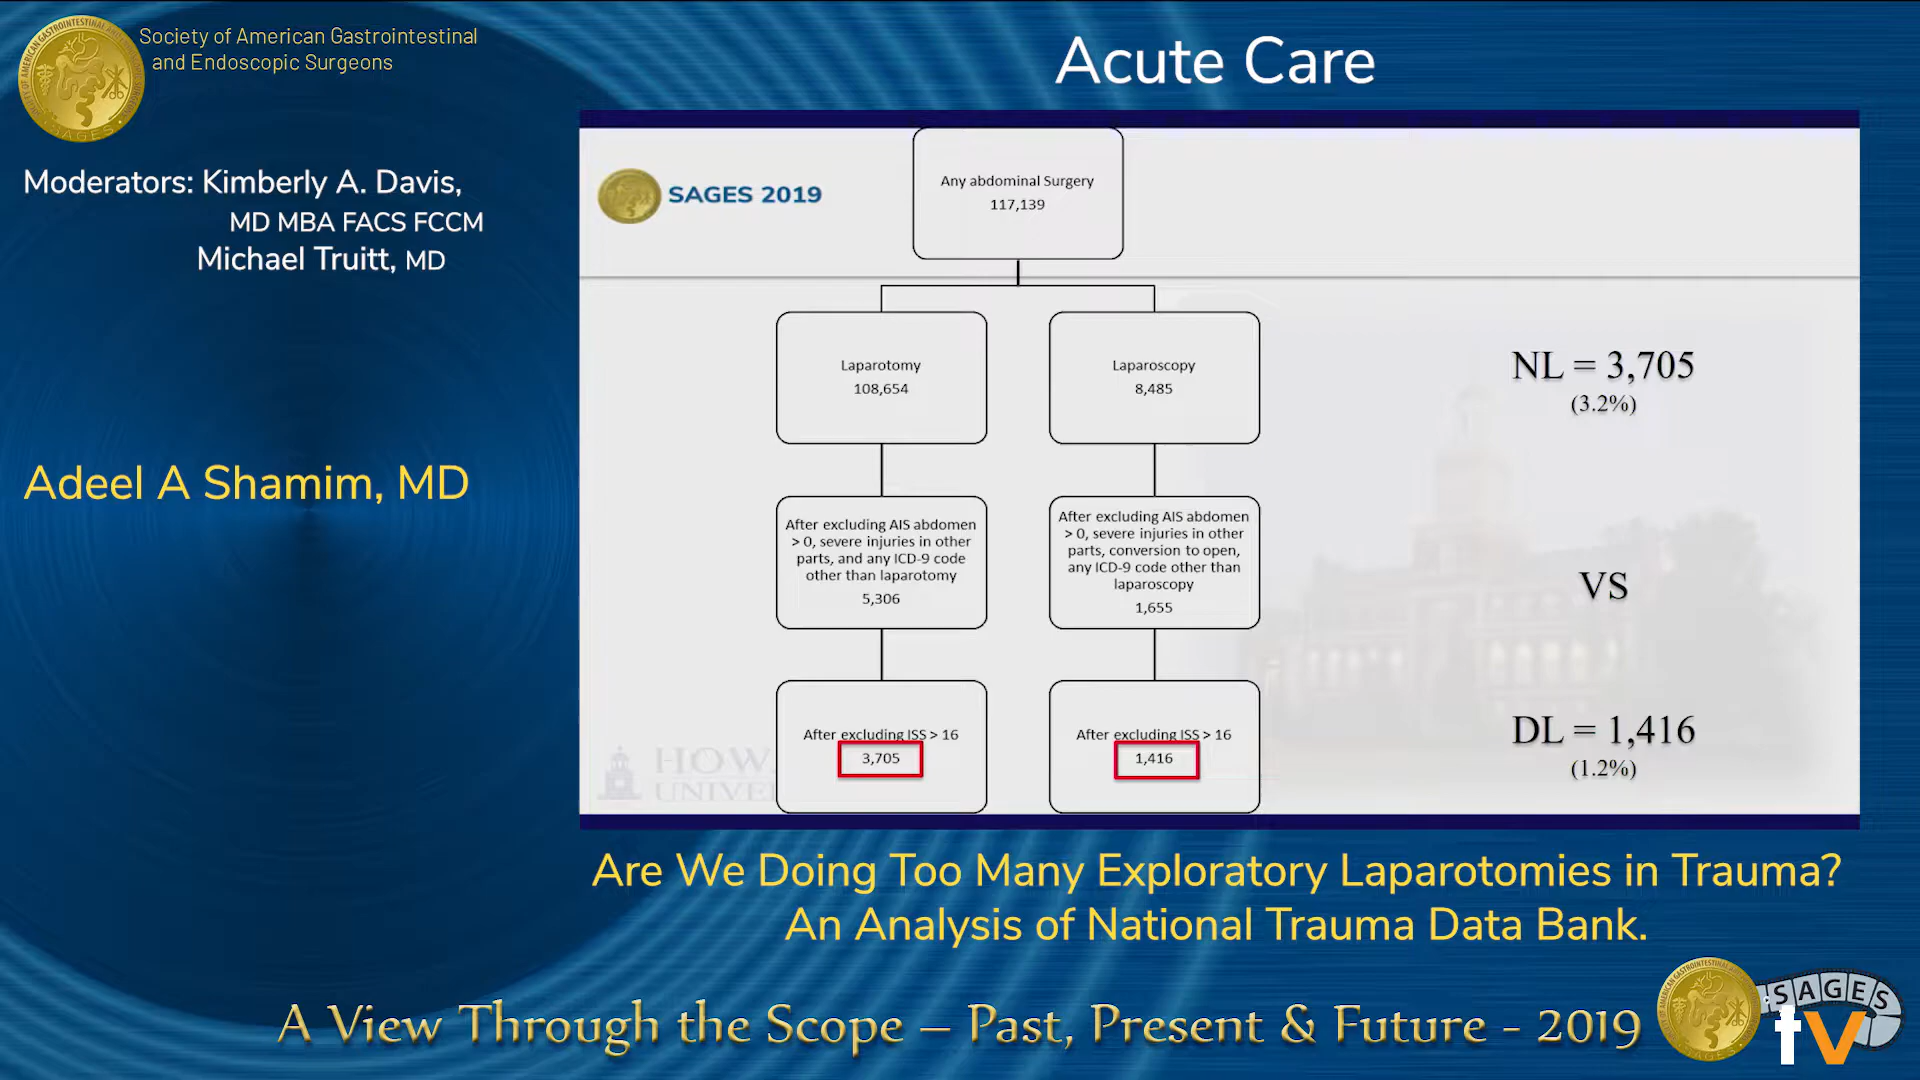 Society of American Gastrointestinal
and Endoscopic Surgeons
Acute Care
Moderators: Kimberly A. Davis,
MD MBA FACS FCCM
Michael Truitt, MD
Adeel A Shamim, MD
SAGES 2019
Any abdominal Surgery
117,139
Laparotomy
108,654
Laparoscopy
8,485
After excluding AIS abdomen
> 0, severe injuries in other
parts, and any ICD-9 code
other than laparotomy
5,306
After excluding AIS abdomen
> 0, severe injuries in other
parts, conversion to open,
any ICD-9 code other than
laparoscopy
1,655
After excluding ISS > 16
3,705
After excluding ISS > 16
1,416
NL = 3,705
(3.2%)
VS
DL = 1,416
(1.2%)
HOW
UNIVE
Are We Doing Too Many Exploratory Laparotomies in Trauma?
An Analysis of National Trauma Data Bank.
A View Through the Scope – Past, Present & Future - 2019
SAGES
tv